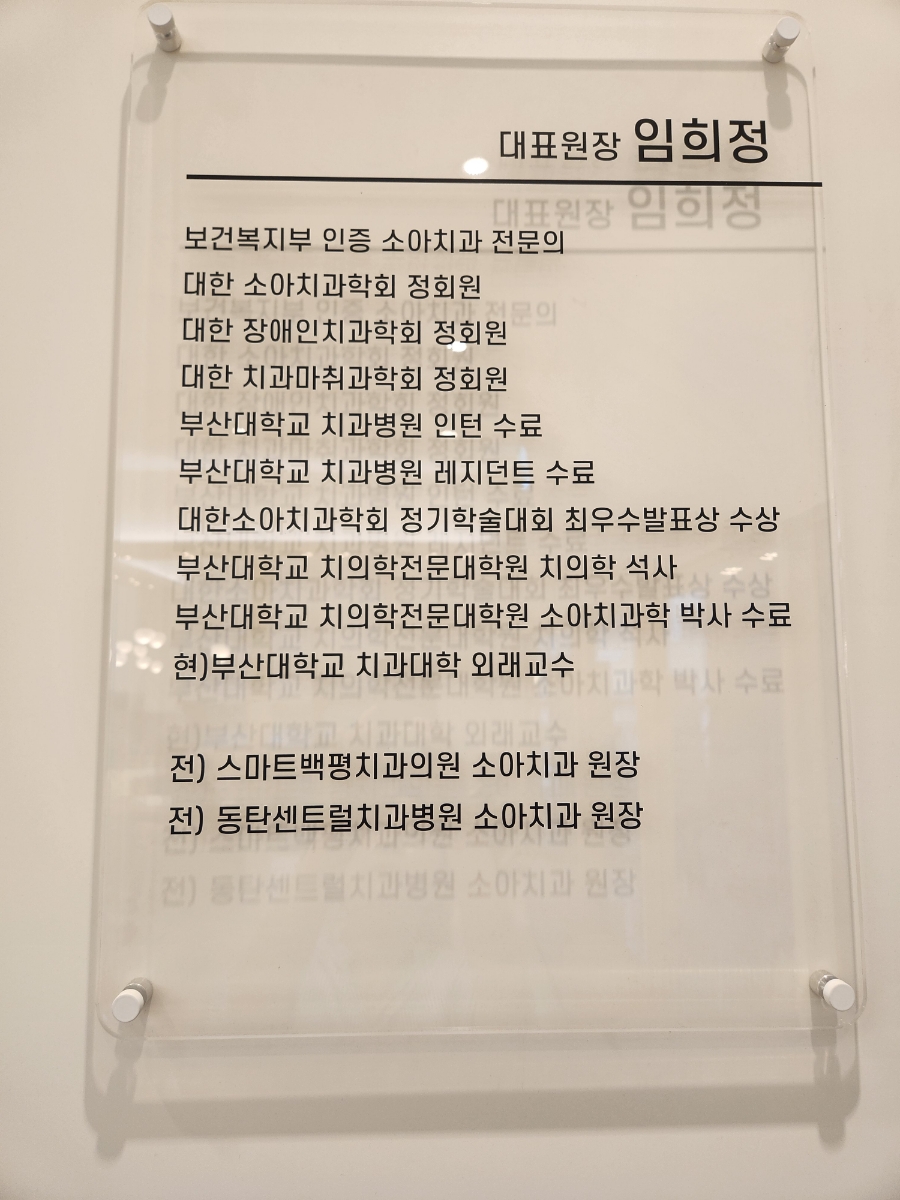 대표원장 임희정
보건복지부 인증 소아치과 전문의
대한 소아치과학회 정회원
대한 장애인치과학회 정회원
대한 치과마취과학회 정회원
부산대학교 치과병원 인턴 수료
부산대학교 치과병원 레지던트 수료
대한소아치과학회 정기학술대회 최우수발표상 수상
부산대학교 치의학전문대학원 치의학 석사
부산대학교 치의학전문대학원 소아치과학 박사 수료
현)부산대학교 치과대학 외래교수
전) 스마트백평치과의원 소아치과 원장
전) 동탄센트럴치과병원 소아치과 원장